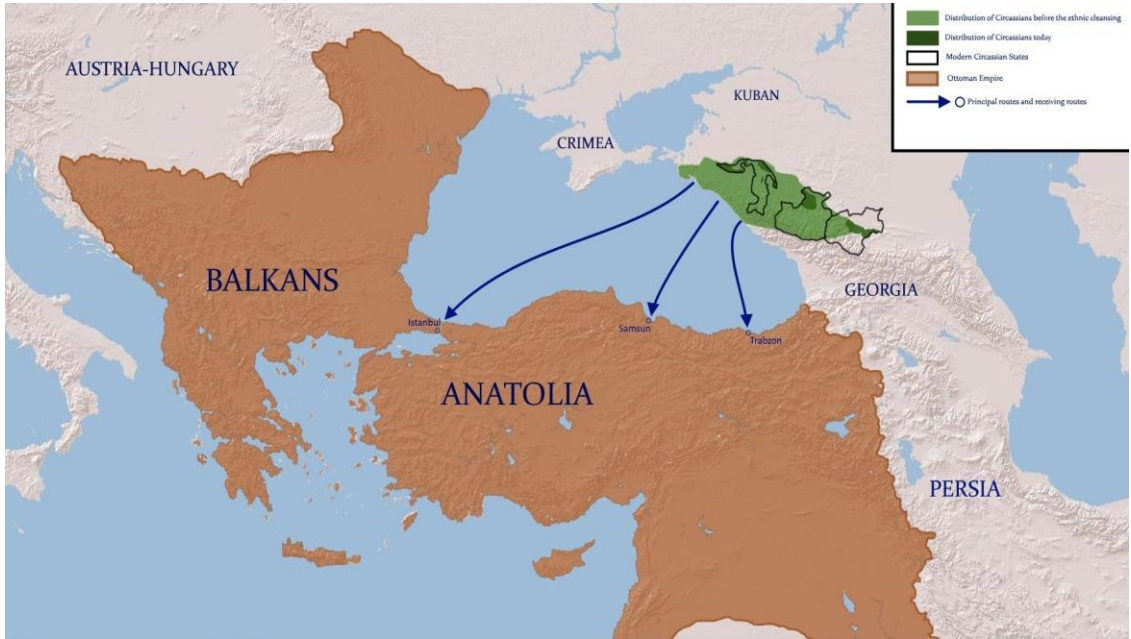 Distribution of Circassians before the ethnic cleansing
Distribution of Circassians today
Modern Circassian States
Ottoman Empire
Principal routes and receiving routes
AUSTRIA-HUNGARY
KUBAN
CRIMEA
BALKANS
GEORGIA
Istanbul
Samsun
Trabzon
ANATOLIA
PERSIA